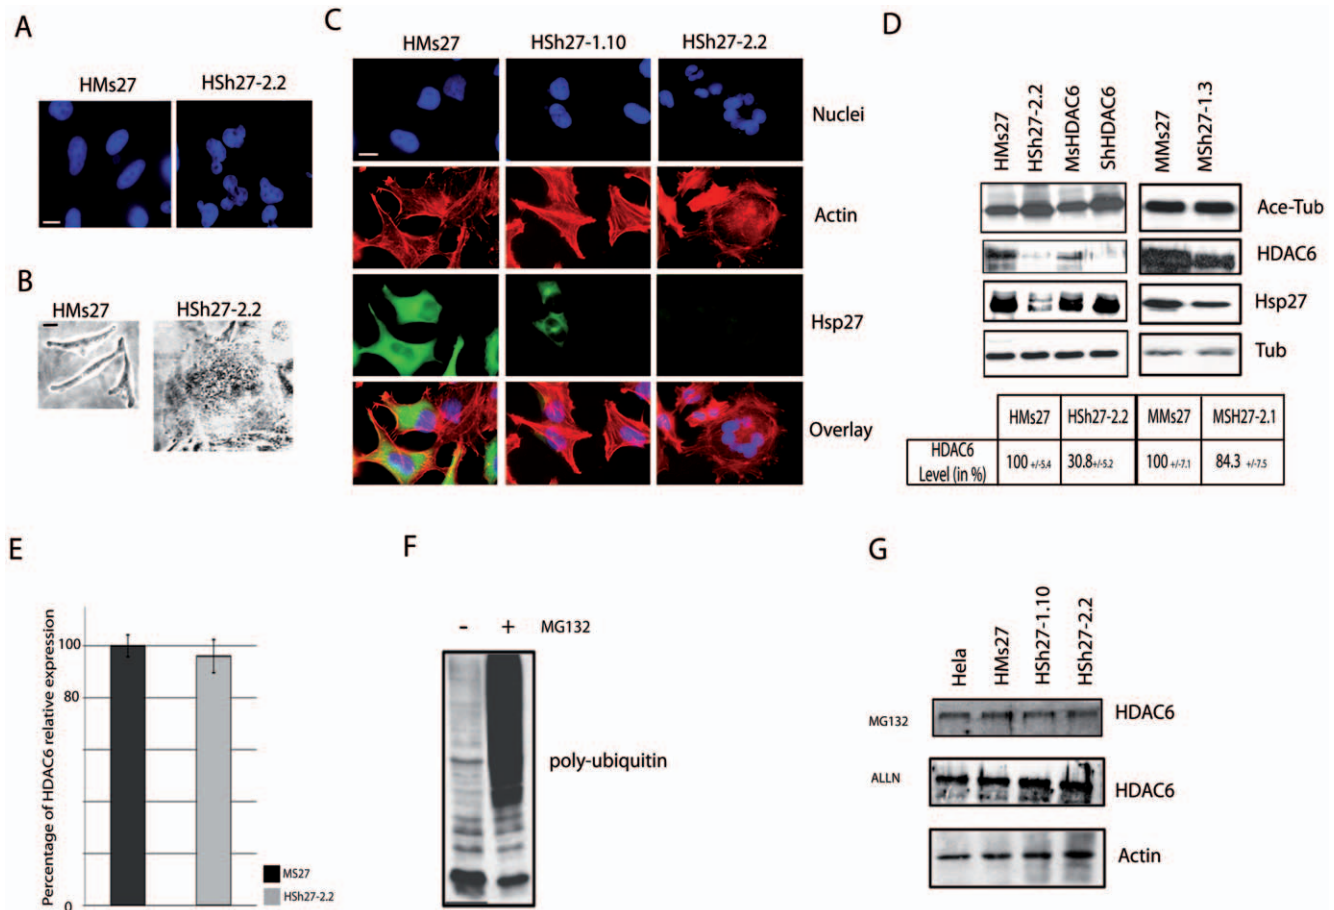 A
HMs27 HSh27-2.2
B
HMs27 HSh27-2.2
C
HMs27 HSh27-1.10 HSh27-2.2
Nuclei
Actin
Hsp27
Overlay
D
HMs27 HSh27-2.2 MsHDAC6 ShHDAC6 MMs27 MSh27-1.3
Ace-Tub
HDAC6
Hsp27
Tub
HMs27 HSh27-2.2 MMs27 MSH27-2.1
HDAC6
Level (in %)
100 +/-5.4 30.8+/-5.2 100 +/-7.1 84.3 +/-7.5
E
Percentage of HDAC6 relative expression
100
80
0
MS27
HSh27-2.2
F
- + MG132
poly-ubiquitin
G
Hela HMs27 HSh27-1.10 HSh27-2.2
MG132 HDAC6
ALLN HDAC6
Actin